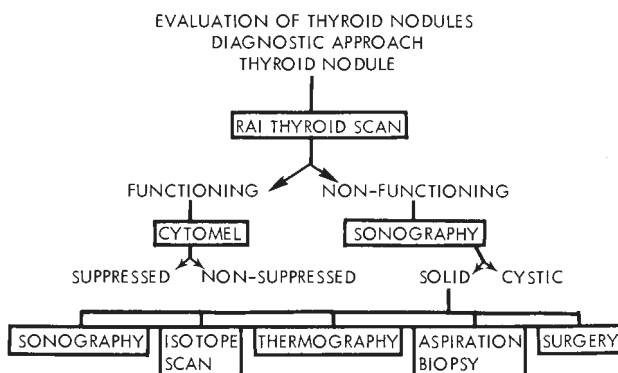 EVALUATION OF THYROID NODULES
DIAGNOSTIC APPROACH
THYROID NODULE
RAI THYROID SCAN
FUNCTIONING NON-FUNCTIONING
CYTOMEL SONOGRAPHY
SUPPRESSED NON-SUPPRESSED SOLID CYSTIC
SONOGRAPHY ISOTOPE THERMOGRAPHY ASPIRATION SURGERY
SCAN BIOPSY